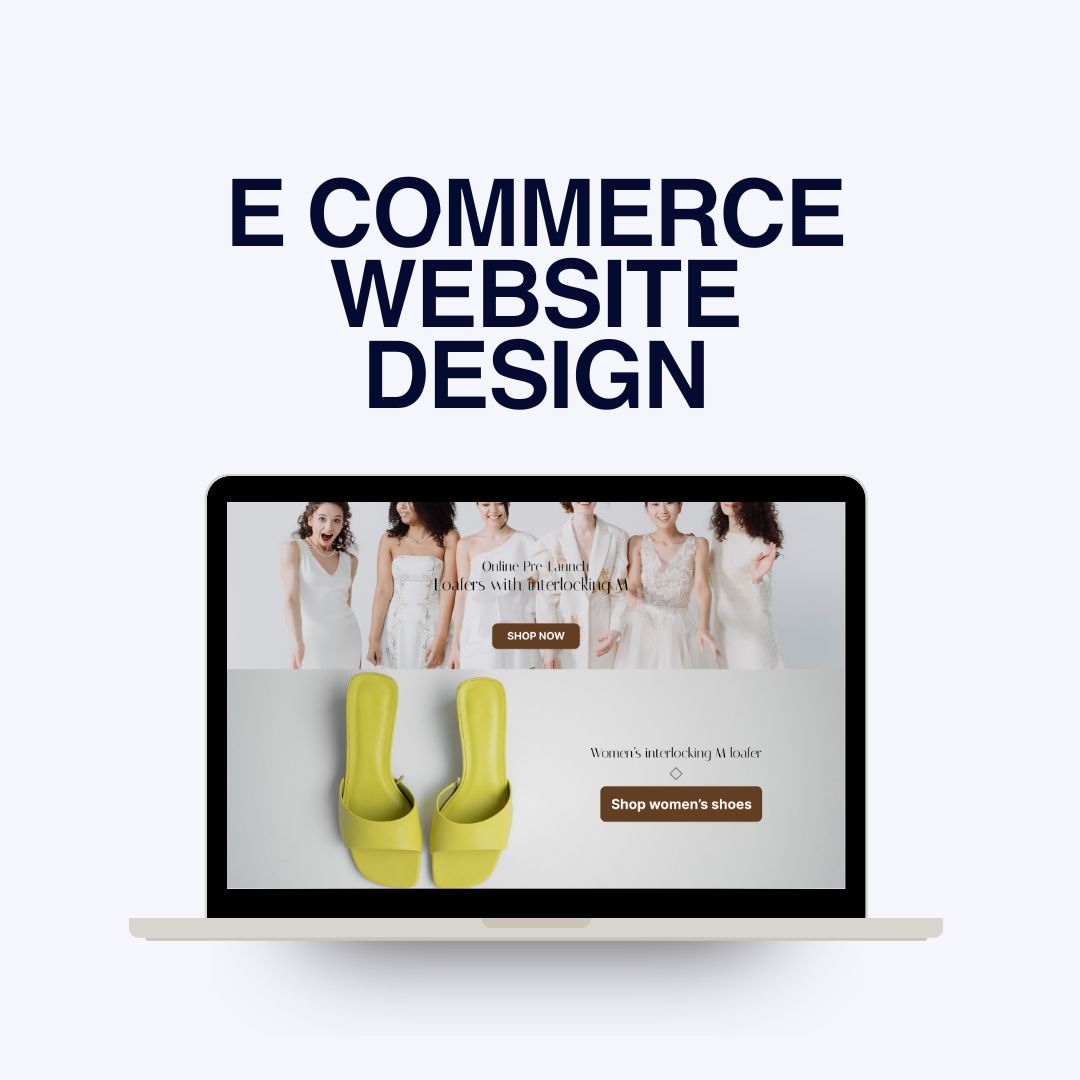 E COMMERCE
WEBSITE
DESIGN
Online Pre-Launch
Loafers with interlocking M
SHOP NOW
Women's interlocking M loafer
Shop women's shoes